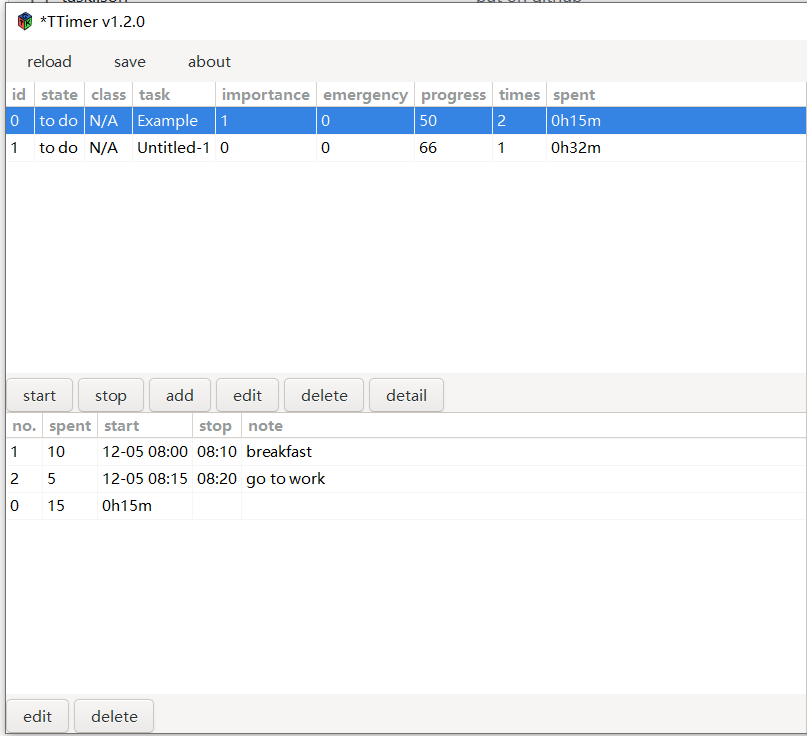 *TTimer v1.2.0
reload save about
id state class task importance emergency progress times spent
0 to do N/A Example 1 0 50 2 0h15m
1 to do N/A Untitled-1 0 0 66 1 0h32m
start stop add edit delete detail
no. spent start stop note
1 10 12-05 08:00 08:10 breakfast
2 5 12-05 08:15 08:20 go to work
0 15 0h15m
edit delete